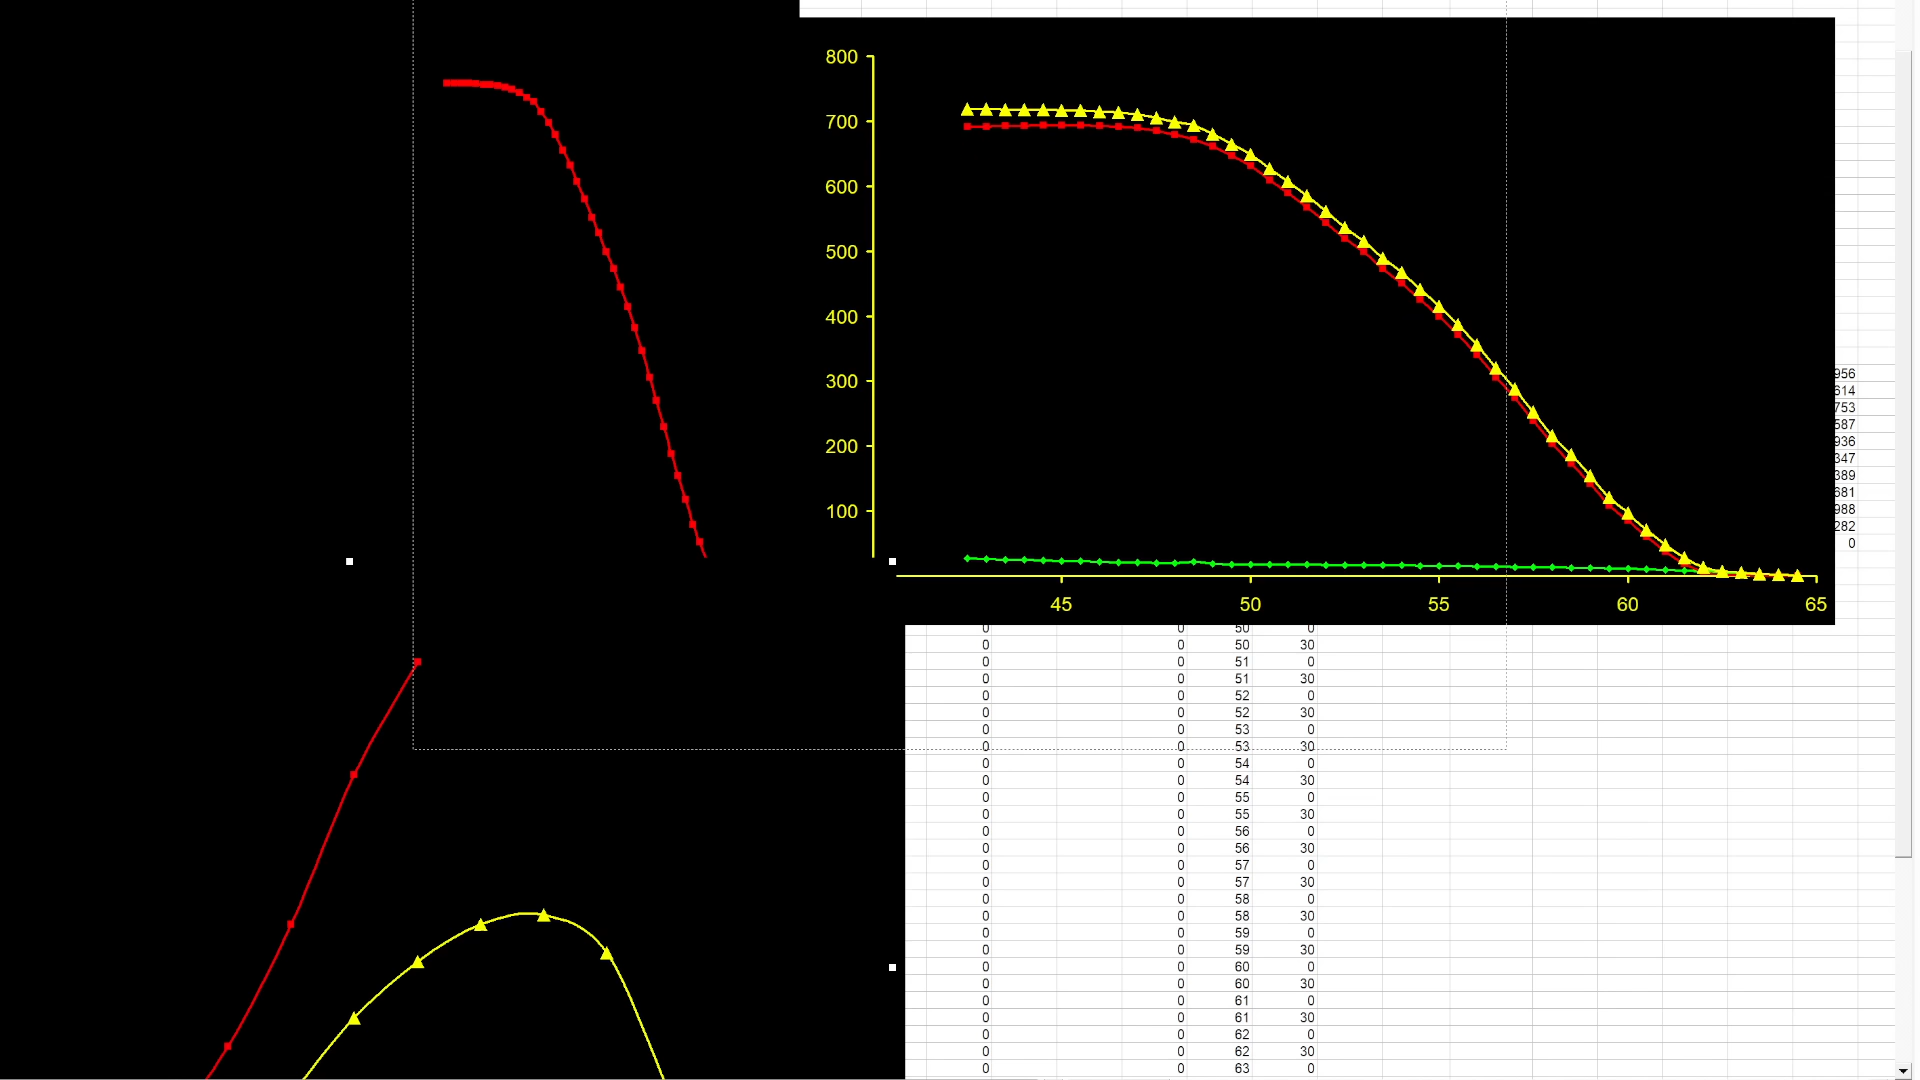 800
700
600
500
400
300
200
100
45 50 55 60 65
956
614
753
587
936
347
389
681
988
282
0
0 0 50 0
0 0 50 30
0 0 51 0
0 0 51 30
0 0 52 0
0 0 52 30
0 0 53 0
0 0 53 30
0 0 54 0
0 0 54 30
0 0 55 0
0 0 55 30
0 0 56 0
0 0 56 30
0 0 57 0
0 0 57 30
0 0 58 0
0 0 58 30
0 0 59 0
0 0 59 30
0 0 60 0
0 0 60 30
0 0 61 0
0 0 61 30
0 0 62 0
0 0 62 30
0 0 63 0